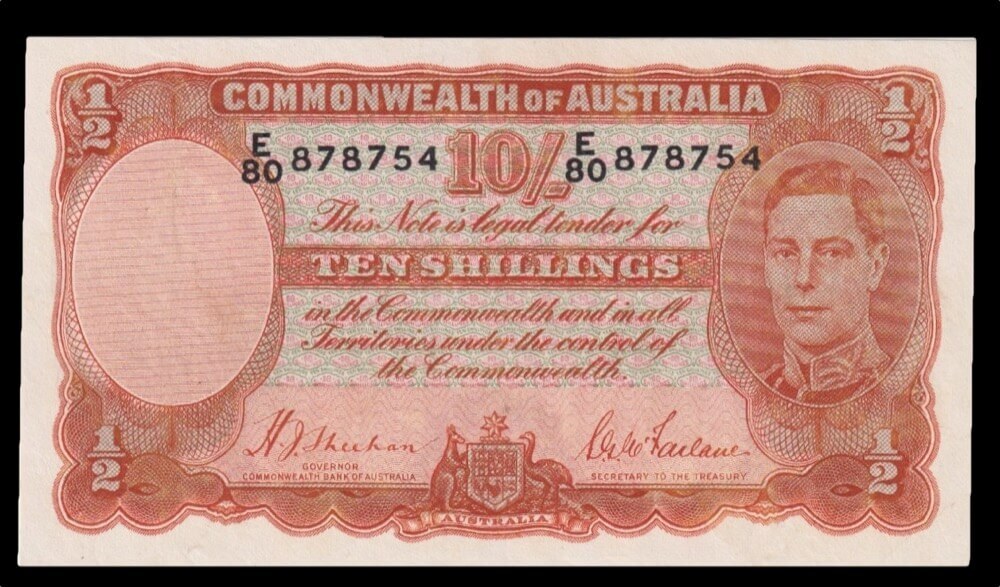 1/2
1/2
COMMONWEALTH OF AUSTRALIA
E/80 878754
10/-
E/80 878754
This Note is legal tender for
TEN SHILLINGS
in the Commonwealth and in all
Territories under the control of
the Commonwealth.
H J Sheehan
GOVERNOR
COMMONWEALTH BANK OF AUSTRALIA
S G McFarlane
SECRETARY TO THE TREASURY
1/2
1/2
AUSTRALIA